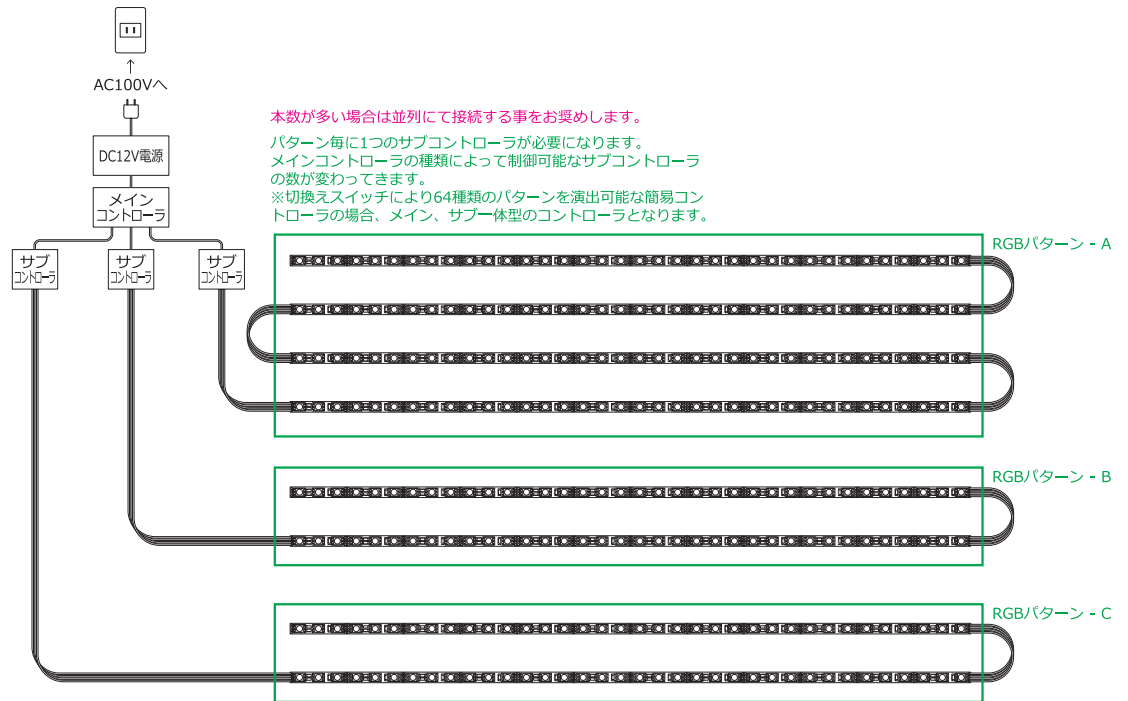 AC100Vへ
DC12V電源
メイン
コントローラ
サブ
コントローラ
サブ
コントローラ
サブ
コントローラ
本数が多い場合は並列にて接続する事をお奨めします。
パターン毎に1つのサブコントローラが必要になります。
メインコントローラの種類によって制御可能なサブコントローラ
の数が変わってきます。
※切換えスイッチにより64種類のパターンを演出可能な簡易コン
トローラの場合、メイン、サブ一体型のコントローラとなります。
RGBパターン - A
RGBパターン - B
RGBパターン - C